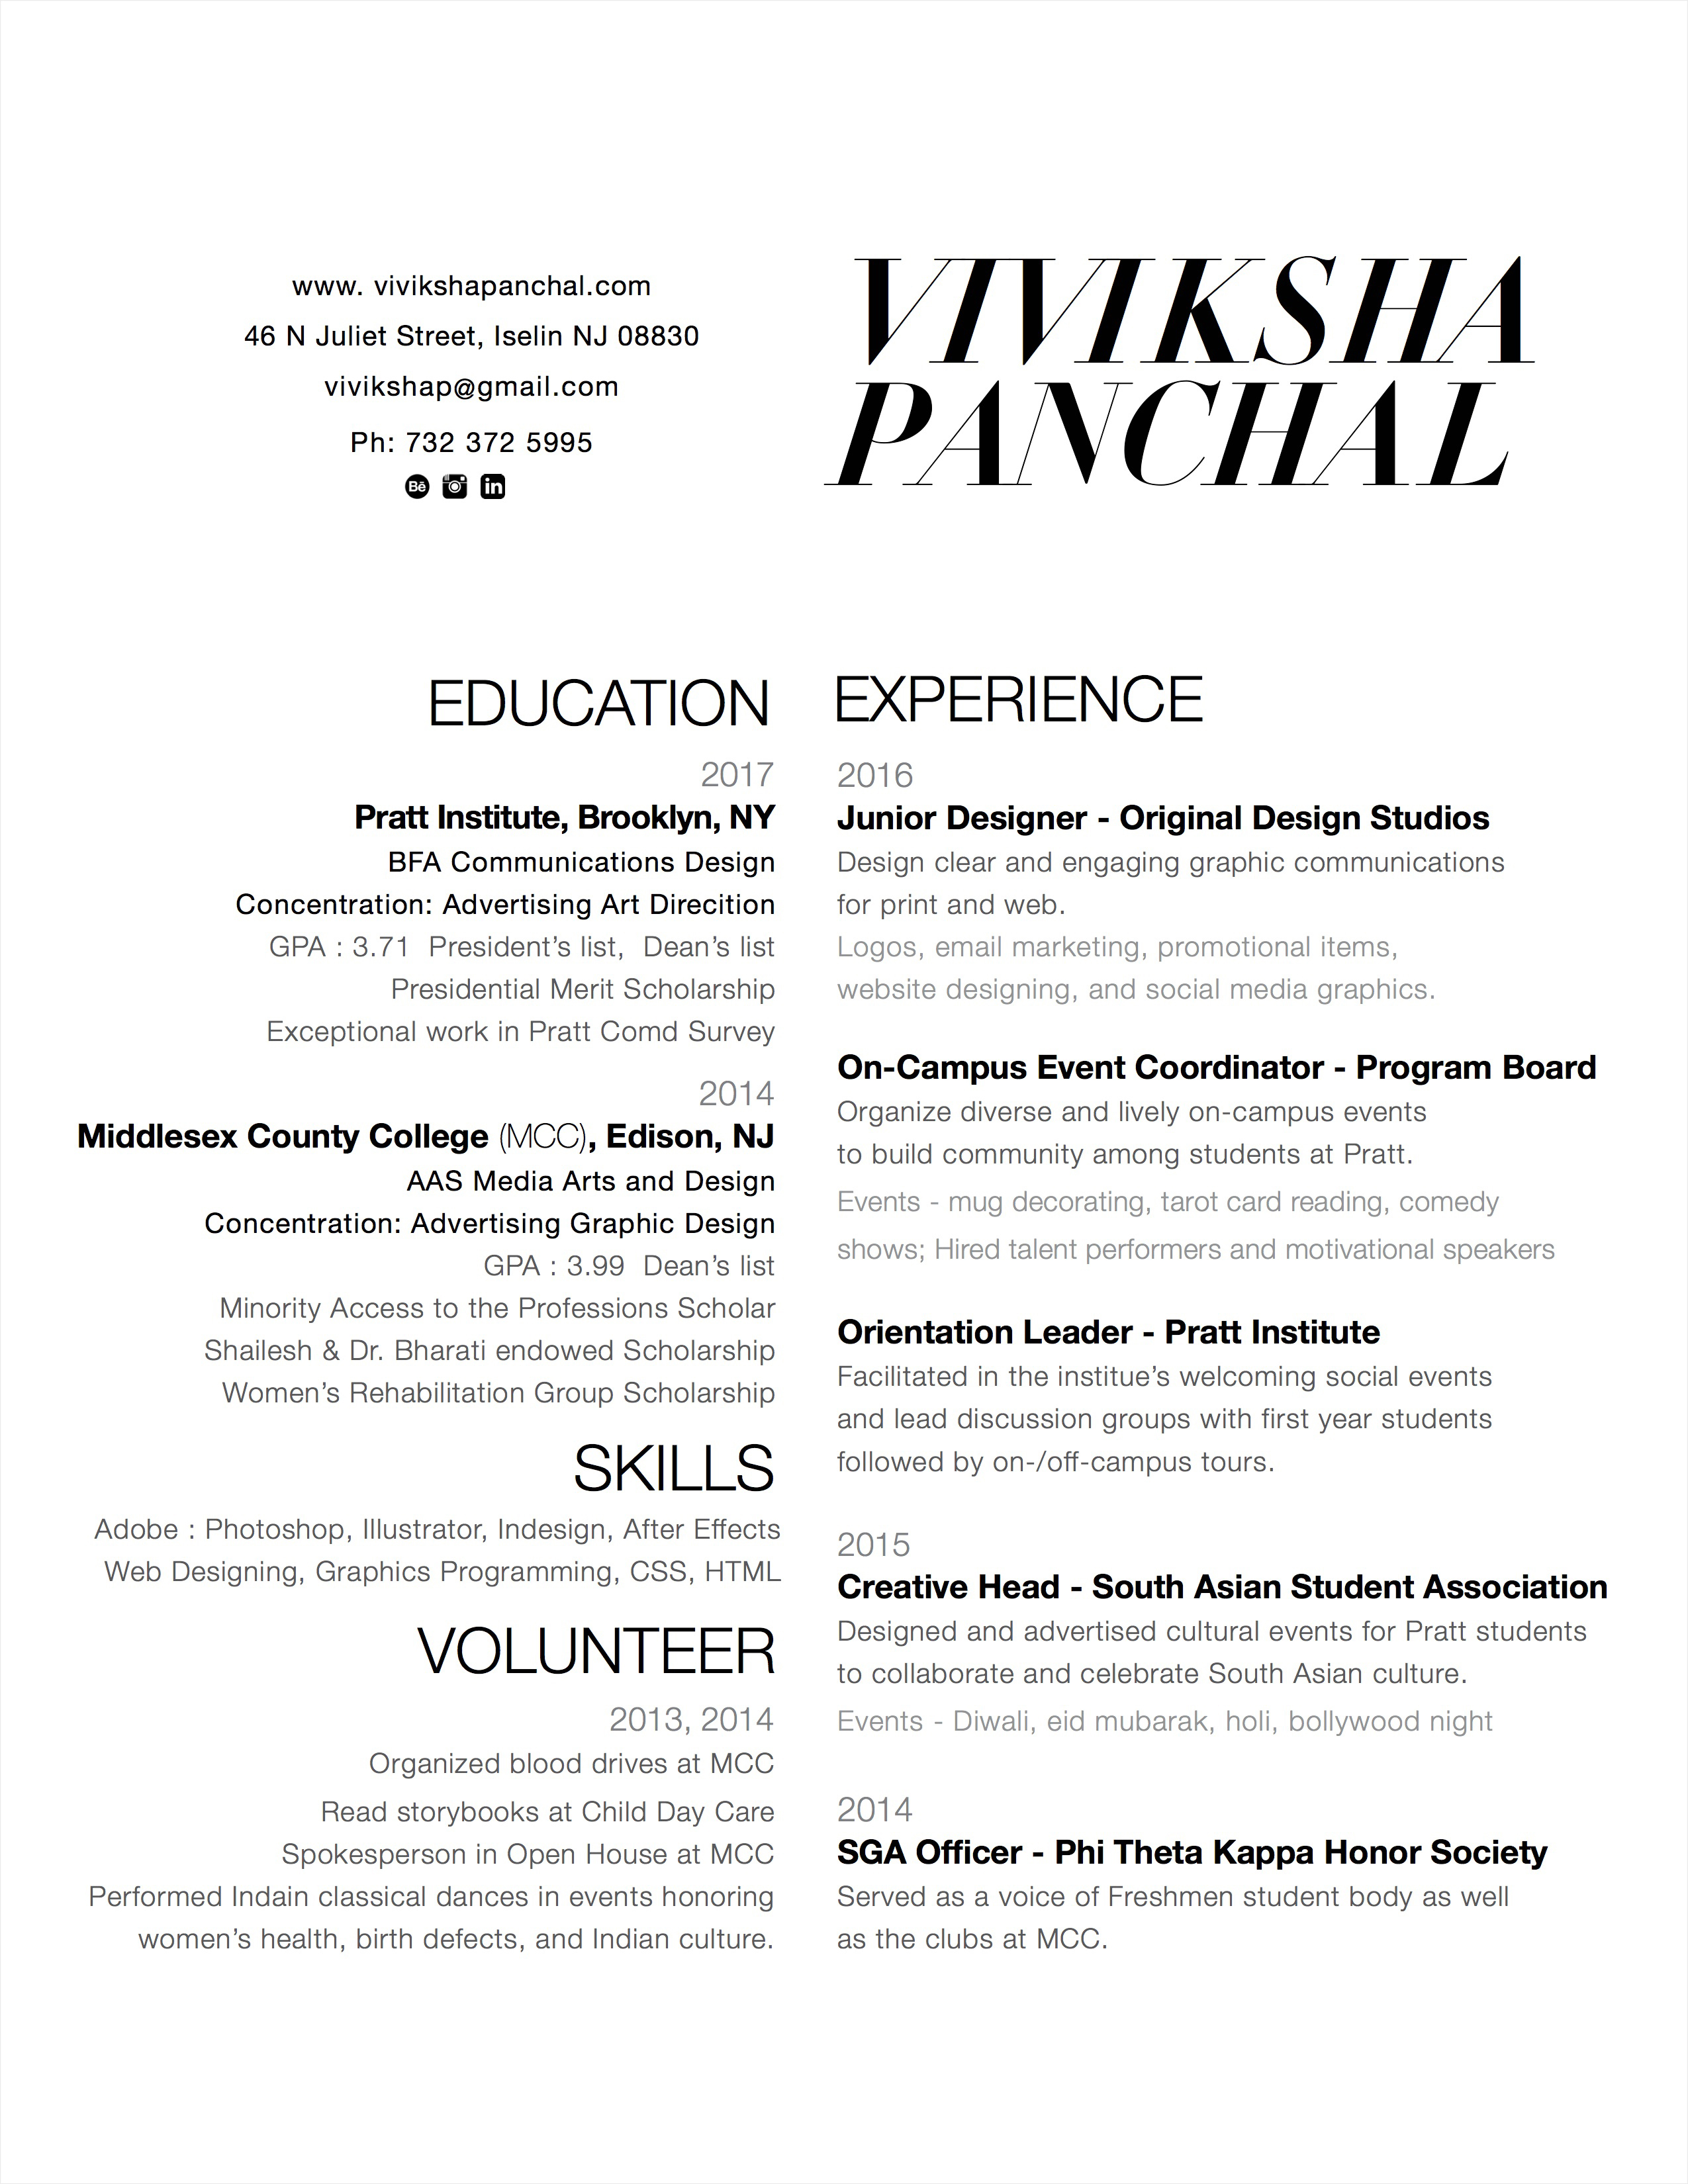 www. vivikshapanchal.com
46 N Juliet Street, Iselin NJ 08830
vivikshap@gmail.com
Ph: 732 372 5995
Bē
in
VIVIKSHA
PANCHAL
EDUCATION
2017
Pratt Institute, Brooklyn, NY
BFA Communications Design
Concentration: Advertising Art Direcition
GPA : 3.71  President’s list,  Dean’s list
Presidential Merit Scholarship
Exceptional work in Pratt Comd Survey
2014
Middlesex County College (MCC), Edison, NJ
AAS Media Arts and Design
Concentration: Advertising Graphic Design
GPA : 3.99  Dean’s list
Minority Access to the Professions Scholar
Shailesh & Dr. Bharati endowed Scholarship
Women’s Rehabilitation Group Scholarship
SKILLS
Adobe : Photoshop, Illustrator, Indesign, After Effects
Web Designing, Graphics Programming, CSS, HTML
VOLUNTEER
2013, 2014
Organized blood drives at MCC
Read storybooks at Child Day Care
Spokesperson in Open House at MCC
Performed Indain classical dances in events honoring
women’s health, birth defects, and Indian culture.
EXPERIENCE
2016
Junior Designer - Original Design Studios
Design clear and engaging graphic communications
for print and web.
Logos, email marketing, promotional items,
website designing, and social media graphics.
On-Campus Event Coordinator - Program Board
Organize diverse and lively on-campus events
to build community among students at Pratt.
Events - mug decorating, tarot card reading, comedy
shows; Hired talent performers and motivational speakers
Orientation Leader - Pratt Institute
Facilitated in the institue’s welcoming social events
and lead discussion groups with first year students
followed by on-/off-campus tours.
2015
Creative Head - South Asian Student Association
Designed and advertised cultural events for Pratt students
to collaborate and celebrate South Asian culture.
Events - Diwali, eid mubarak, holi, bollywood night
2014
SGA Officer - Phi Theta Kappa Honor Society
Served as a voice of Freshmen student body as well
as the clubs at MCC.